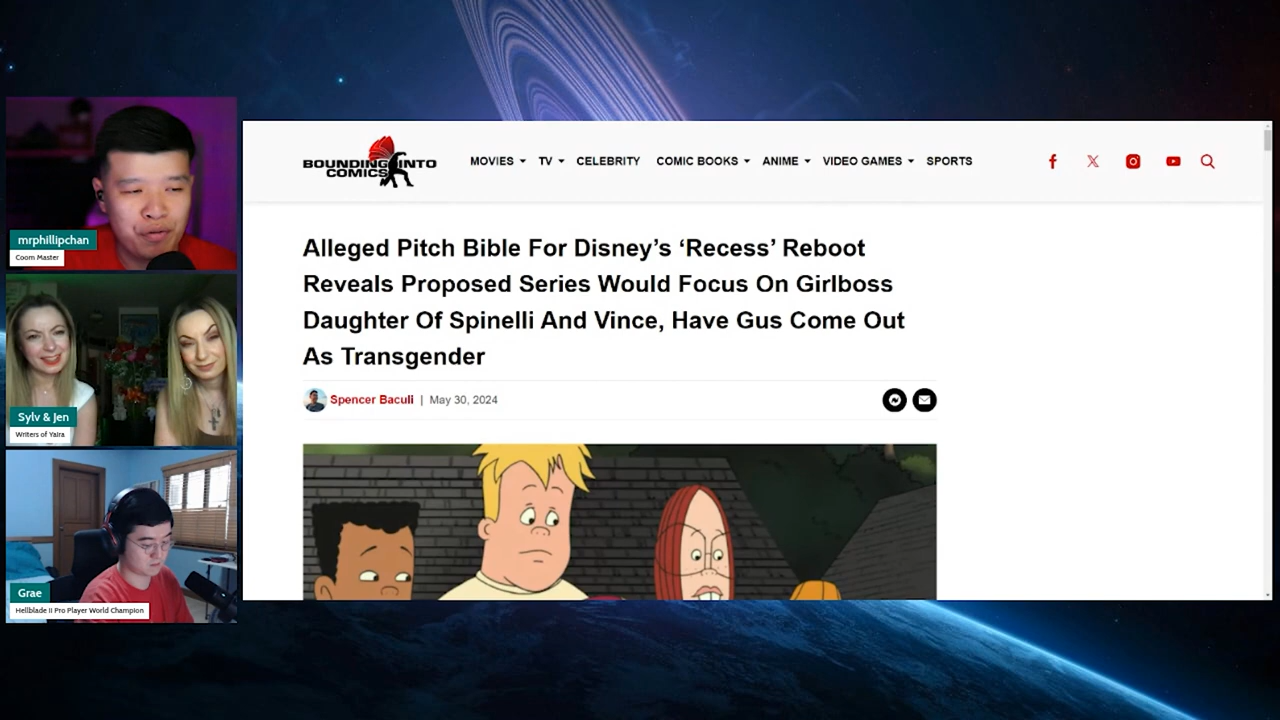 mrphillipchan
Coom Master
Sylv & Jen
Writers of Yaira
Grae
Hellblade II Pro Player World Champion
BOUNDING INTO
COMICS
MOVIES TV CELEBRITY COMIC BOOKS ANIME VIDEO GAMES SPORTS
Alleged Pitch Bible For Disney’s ‘Recess’ Reboot
Reveals Proposed Series Would Focus On Girlboss
Daughter Of Spinelli And Vince, Have Gus Come Out
As Transgender
Spencer Baculi | May 30, 2024